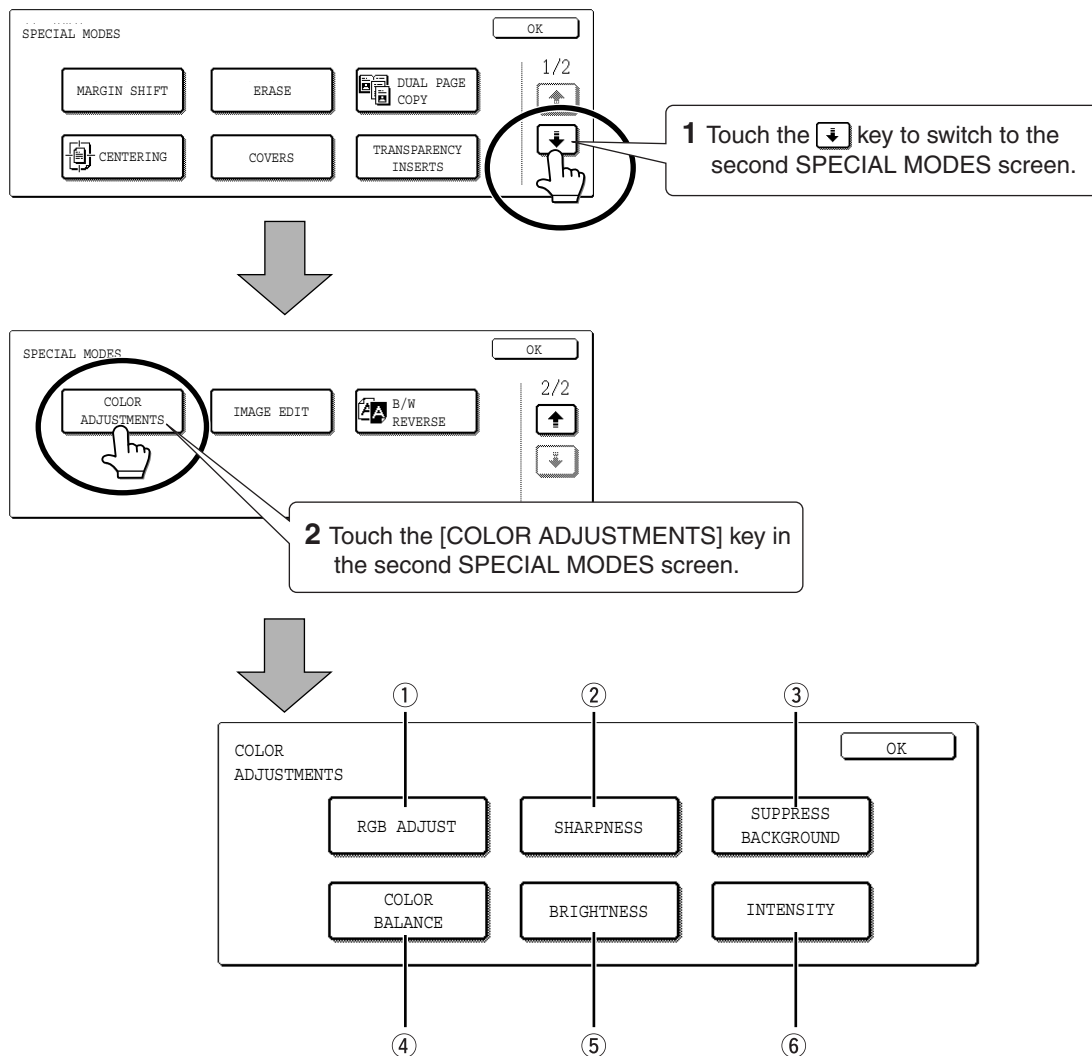 SPECIAL MODES
OK
1/2
MARGIN SHIFT
ERASE
DUAL PAGE
COPY
CENTERING
COVERS
TRANSPARENCY
INSERTS
1 Touch the key to switch to the
second SPECIAL MODES screen.
SPECIAL MODES
OK
2/2
COLOR
ADJUSTMENTS
IMAGE EDIT
B/W
REVERSE
2 Touch the [COLOR ADJUSTMENTS] key in
the second SPECIAL MODES screen.
① ② ③
COLOR
ADJUSTMENTS
OK
RGB ADJUST
SHARPNESS
SUPPRESS
BACKGROUND
COLOR
BALANCE
BRIGHTNESS
INTENSITY
④ ⑤ ⑥